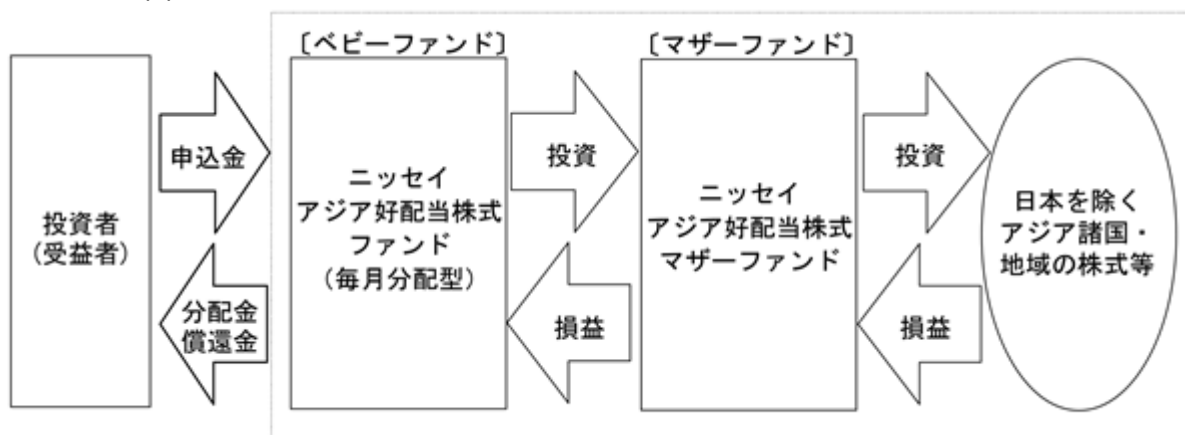 〔ベビーファンド〕
〔マザーファンド〕
投資者
（受益者）
申込金
分配金
償還金
ニッセイ
アジア好配当株式
ファンド
（毎月分配型）
投資
損益
ニッセイ
アジア好配当株式
マザーファンド
投資
損益
日本を除く
アジア諸国・
地域の株式等